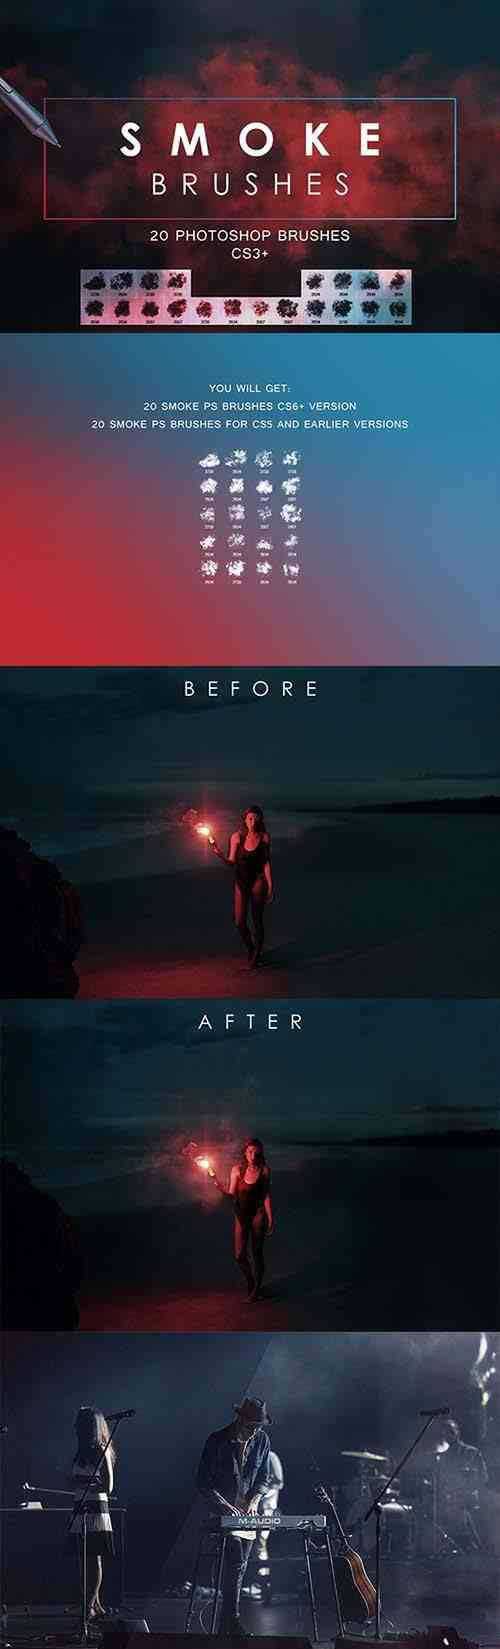 SMOKE
BRUSHES
20 PHOTOSHOP BRUSHES
CS3+
YOU WILL GET:
20 SMOKE PS BRUSHES CS6+ VERSION
20 SMOKE PS BRUSHES FOR CS5 AND EARLIER VERSIONS
BEFORE
AFTER
M-AUDIO